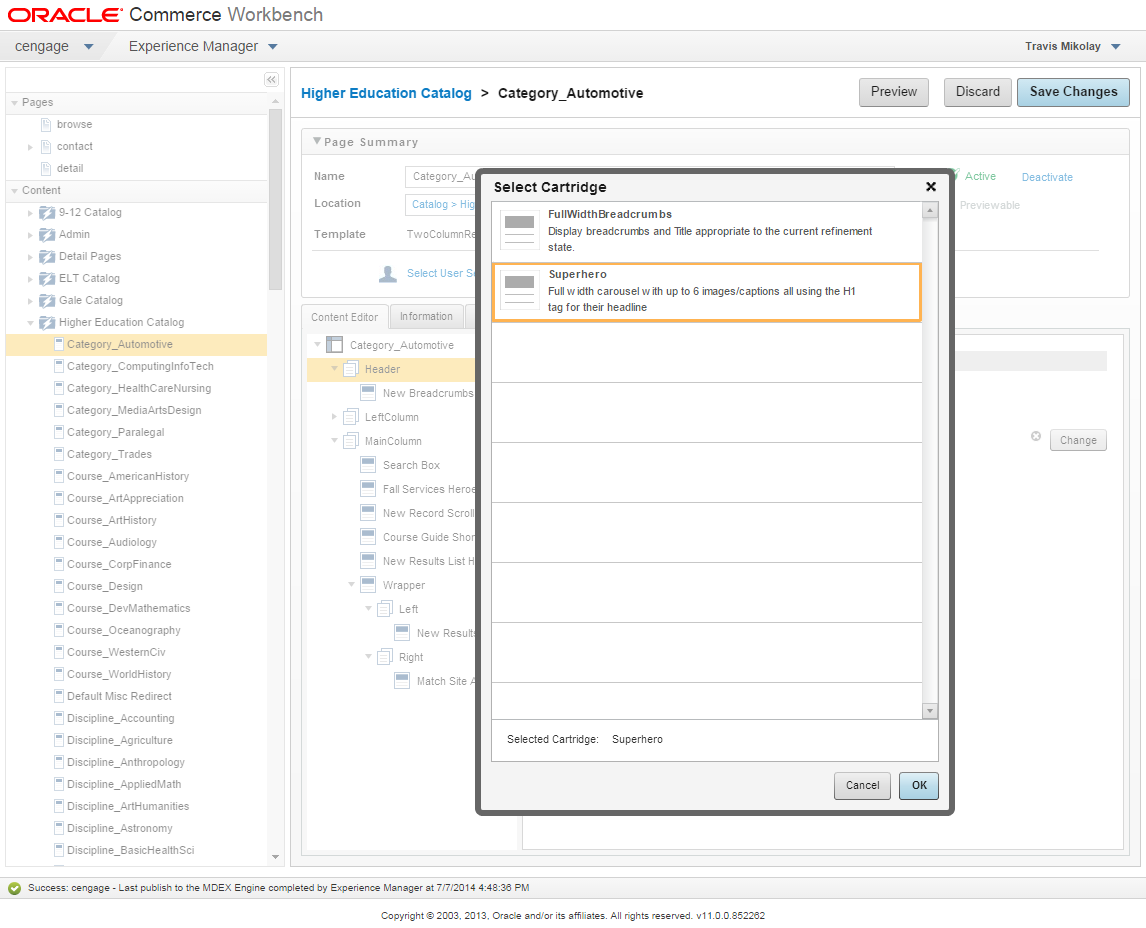 ORACLE Commerce Workbench
cengage
Experience Manager
Travis Mikolay
Pages
browse
contact
detail
Content
9-12 Catalog
Admin
Detail Pages
ELT Catalog
Gale Catalog
Higher Education Catalog
Category_Automotive
Category_ComputingInfoTech
Category_HealthCareNursing
Category_MediaArtsDesign
Category_Paralegal
Category_Trades
Course_AmericanHistory
Course_ArtAppreciation
Course_ArtHistory
Course_Audiology
Course_CorpFinance
Course_Design
Course_DevMathematics
Course_Oceanography
Course_WesternCiv
Course_WorldHistory
Default Misc Redirect
Discipline_Accounting
Discipline_Agriculture
Discipline_Anthropology
Discipline_AppliedMath
Discipline_ArtHumanities
Discipline_Astronomy
Discipline_BasicHealthSci
Higher Education Catalog > Category_Automotive
Preview
Discard
Save Changes
Page Summary
Name
Category_Au
Active
Deactivate
Location
Catalog > Hig
Previewable
Template
TwoColumnRe
Select User Se
Content Editor
Information
Category_Automotive
Header
New Breadcrumbs
LeftColumn
MainColumn
Search Box
Fall Services Heroe
New Record Scroll
Course Guide Shor
New Results List H
Wrapper
Left
New Results
Right
Match Site A
Change
Select Cartridge
FullWidthBreadcrumbs
Display breadcrumbs and Title appropriate to the current refinement
state.
Superhero
Full width carousel with up to 6 images/captions all using the H1
tag for their headline
Selected Cartridge: Superhero
Cancel
OK
Success: cengage - Last publish to the MDEX Engine completed by Experience Manager at 7/7/2014 4:48:36 PM
Copyright © 2003, 2013, Oracle and/or its affiliates. All rights reserved. v11.0.0.852262